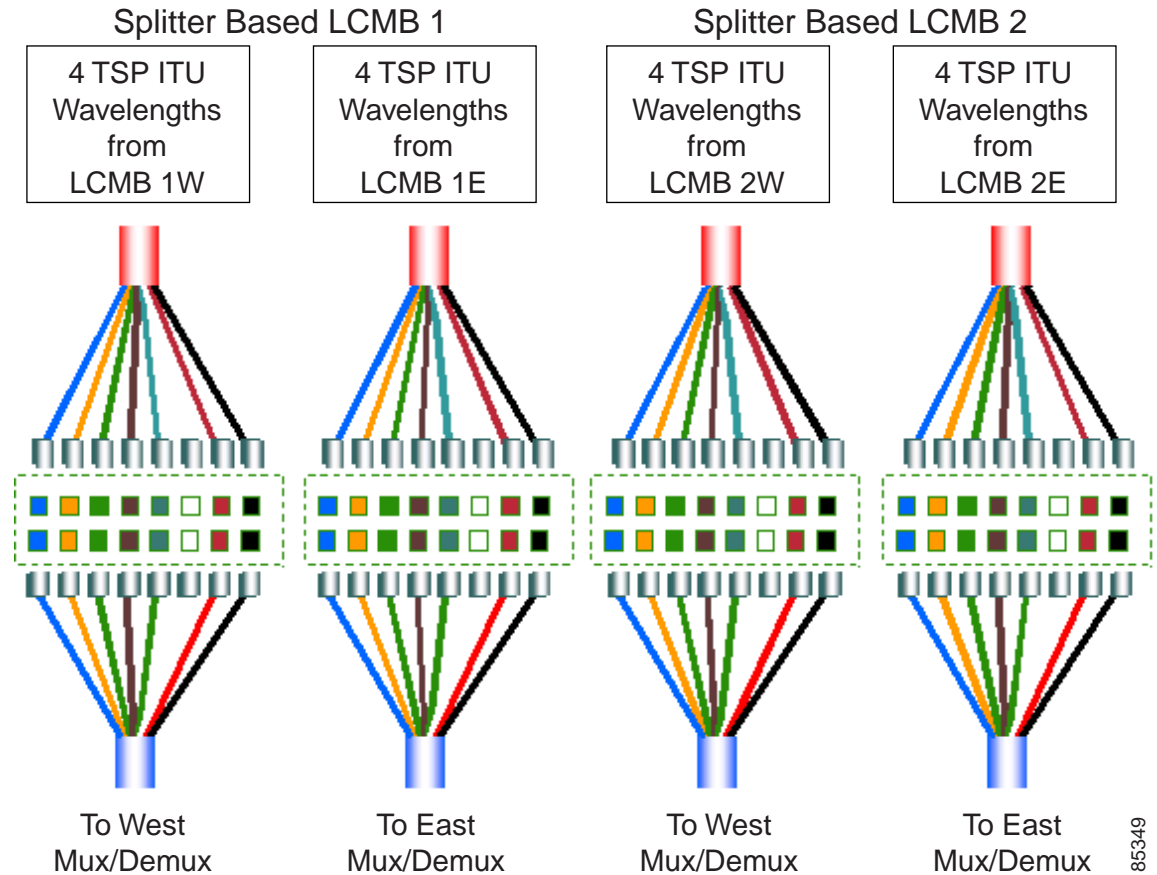 Splitter Based LCMB 1
Splitter Based LCMB 2
4 TSP ITU
Wavelengths
from
LCMB 1W
4 TSP ITU
Wavelengths
from
LCMB 1E
4 TSP ITU
Wavelengths
from
LCMB 2W
4 TSP ITU
Wavelengths
from
LCMB 2E
To West
Mux/Demux
To East
Mux/Demux
To West
Mux/Demux
To East
Mux/Demux
85349